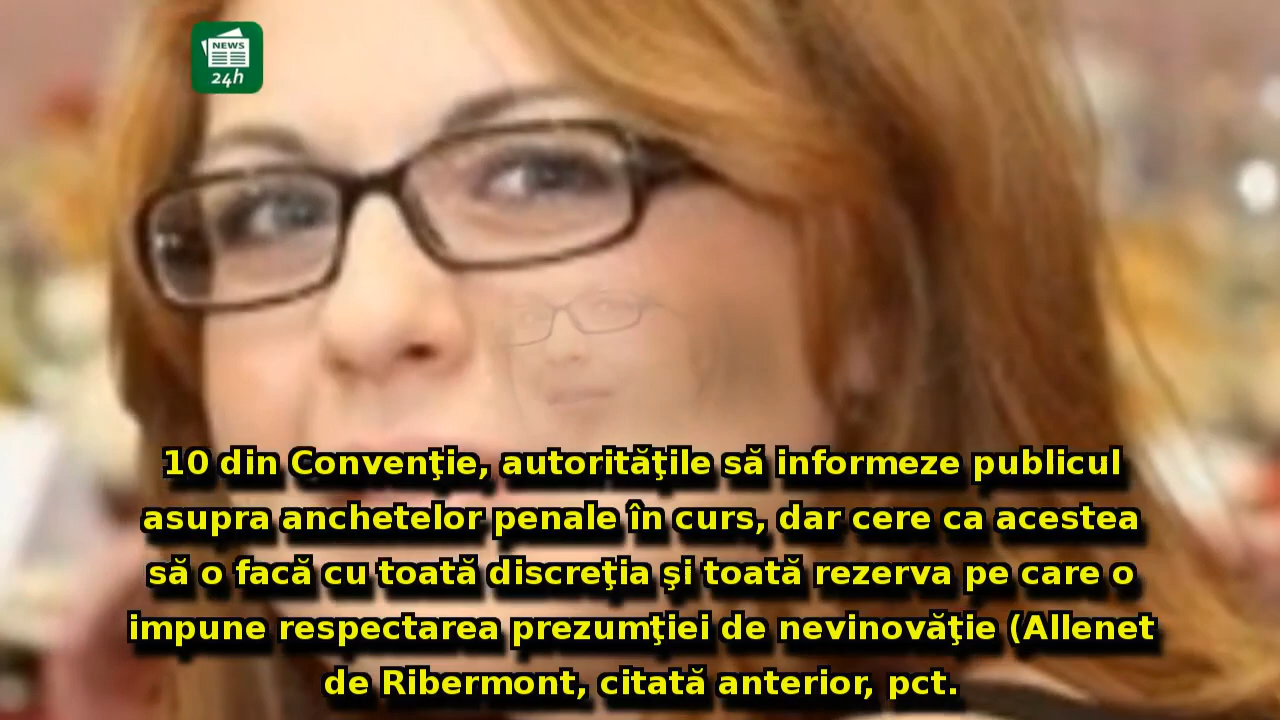 NEWS
24h
10 din Convenţie, autorităţile să informeze publicul
asupra anchetelor penale în curs, dar cere ca acestea
să o facă cu toată discreţia şi toată rezerva pe care o
impune respectarea prezumţiei de nevinovăţie (Allenet
de Ribermont, citată anterior, pct.